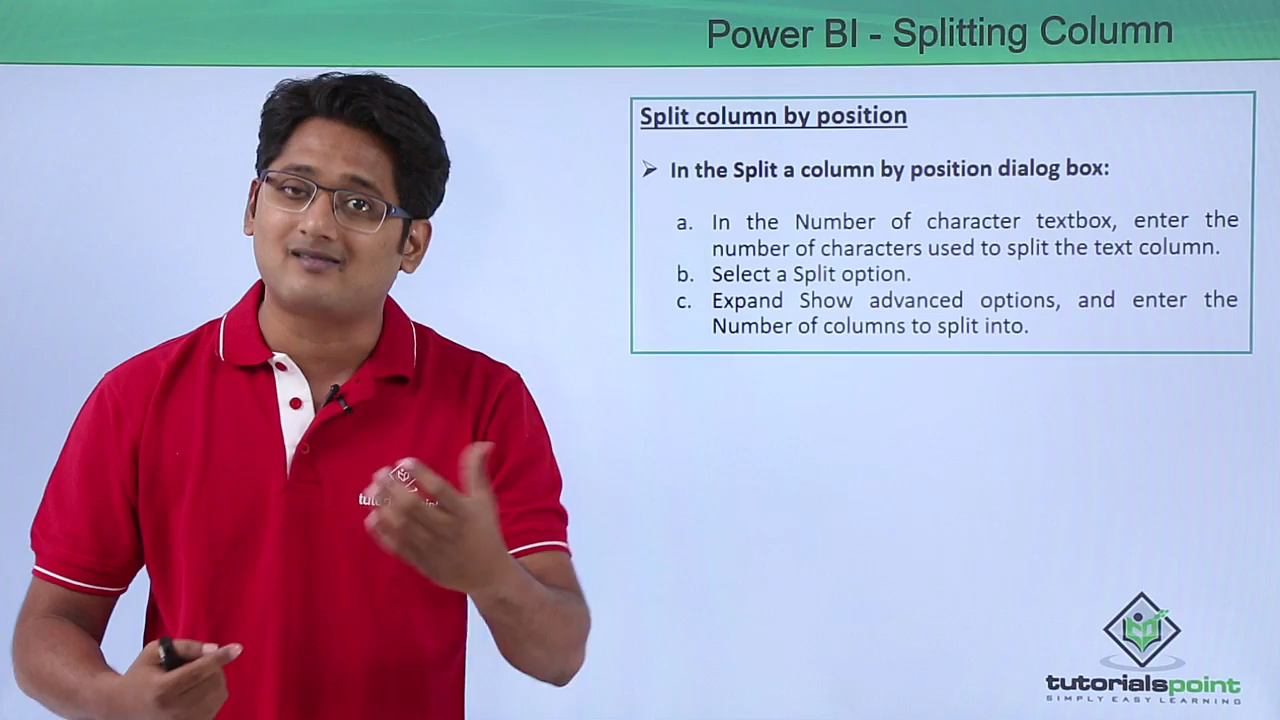 Power BI - Splitting Column
Split column by position
➢ In the Split a column by position dialog box:
a. In the Number of character textbox, enter the
number of characters used to split the text column.
b. Select a Split option.
c. Expand Show advanced options, and enter the
Number of columns to split into.
tutorialspoint
SIMPLY EASY LEARNING